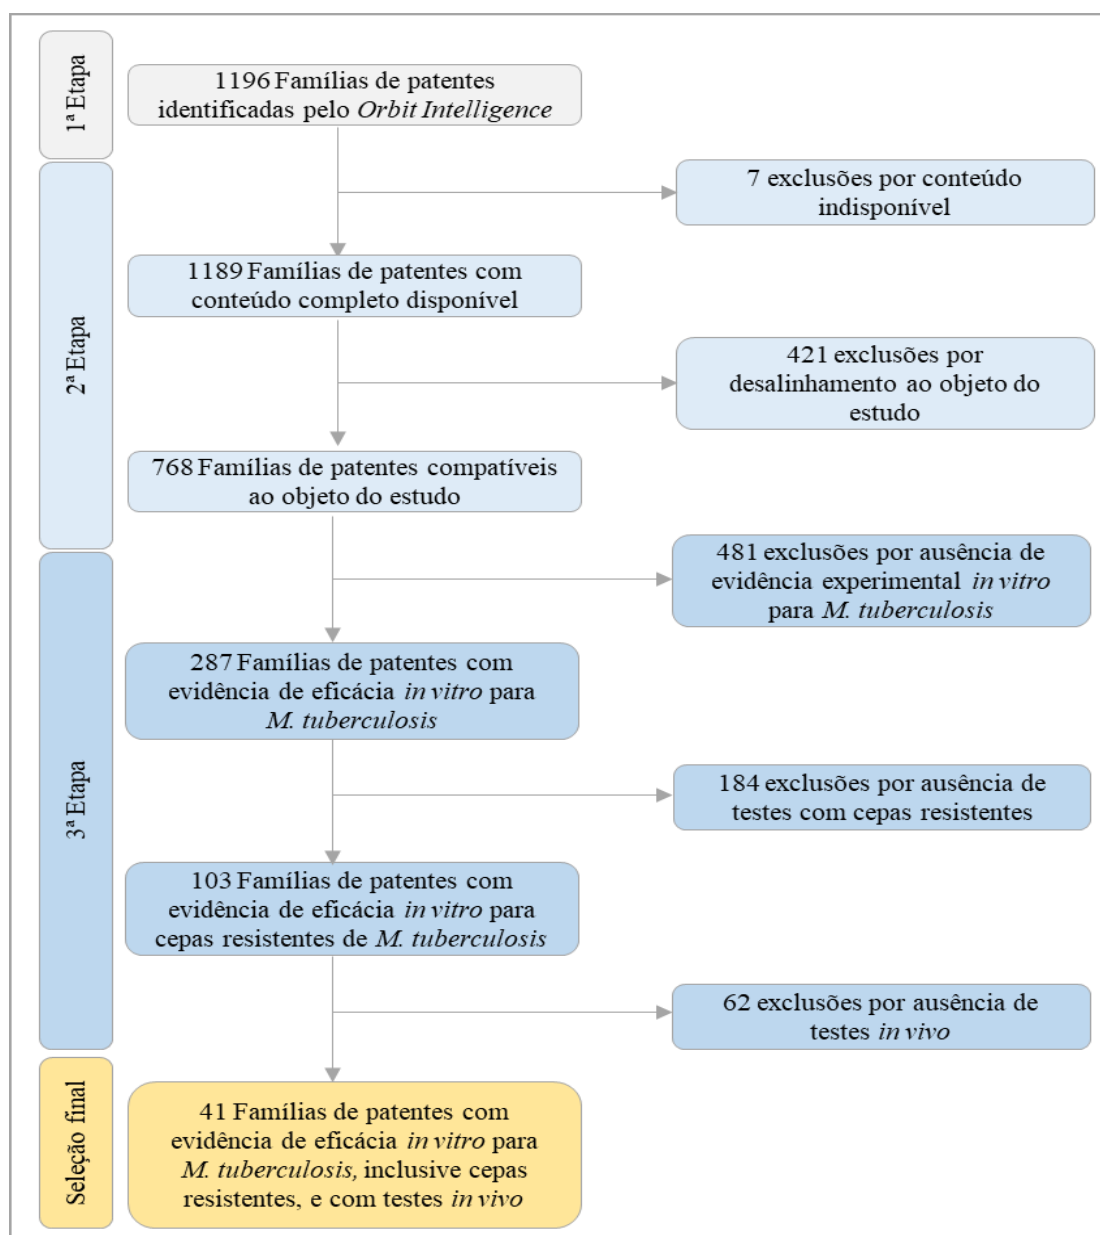 1ª Etapa
1196 Famílias de patentes
identificadas pelo Orbit Intelligence
2ª Etapa
7 exclusões por conteúdo
indisponível
1189 Famílias de patentes com
conteúdo completo disponível
421 exclusões por
desalinhamento ao objeto do
estudo
768 Famílias de patentes compatíveis
ao objeto do estudo
3ª Etapa
481 exclusões por ausência de
evidência experimental in vitro
para M. tuberculosis
287 Famílias de patentes com
evidência de eficácia in vitro para
M. tuberculosis
184 exclusões por ausência de
testes com cepas resistentes
103 Famílias de patentes com
evidência de eficácia in vitro para
cepas resistentes de M. tuberculosis
62 exclusões por ausência de
testes in vivo
Seleção final
41 Famílias de patentes com
evidência de eficácia in vitro para
M. tuberculosis, inclusive cepas
resistentes, e com testes in vivo